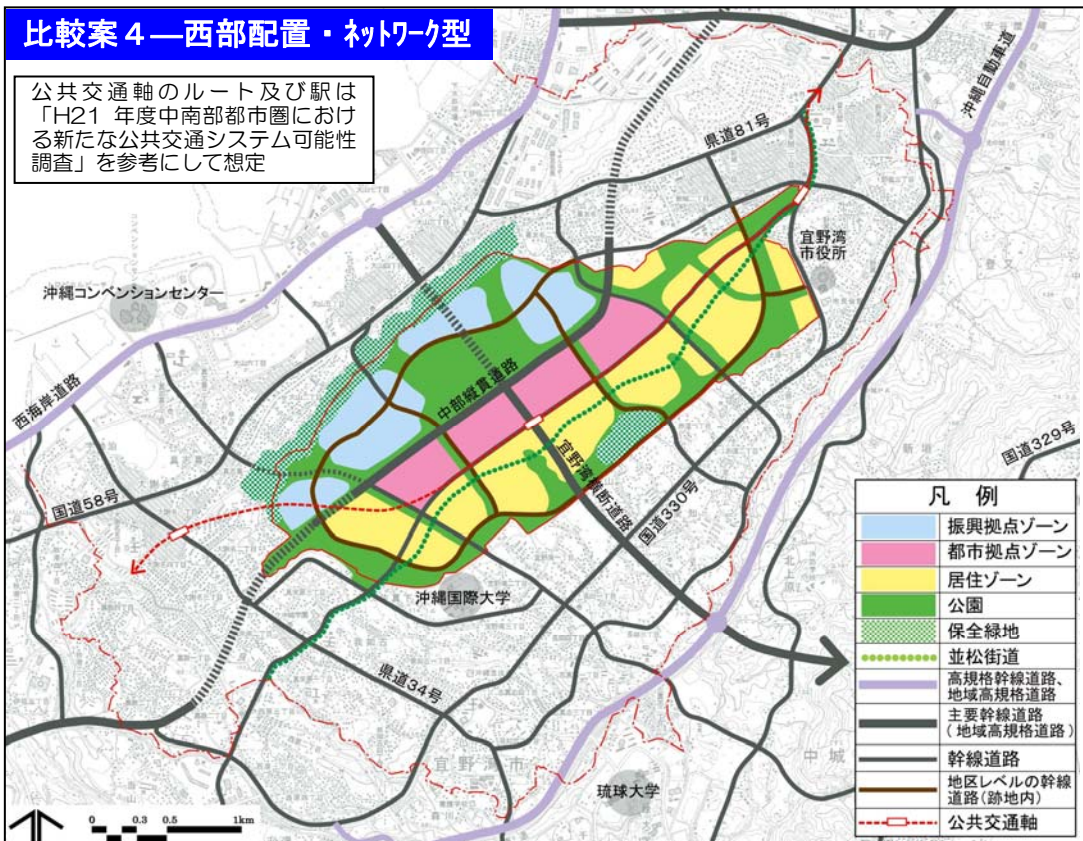 比較案4―西部配置・ネットワーク型
公共交通軸のルート及び駅は
「H21 年度中南部都市圏におけ
る新たな公共交通システム可能性
調査」を参考にして想定
沖縄自動車道
県道81号
宜野湾
市役所
沖縄コンベンションセンター
西海岸道路
中部縦貫道路
宜野湾横断道路
国道58号
国道330号
国道329号
沖縄国際大学
県道34号
宜野湾市
中城
琉球大学
0 0.3 0.5 1km
凡 例
振興拠点ゾーン
都市拠点ゾーン
居住ゾーン
公園
保全緑地
並松街道
高規格幹線道路、
地域高規格道路
主要幹線道路
(地域高規格道路)
幹線道路
地区レベルの幹線
道路(跡地内)
公共交通軸